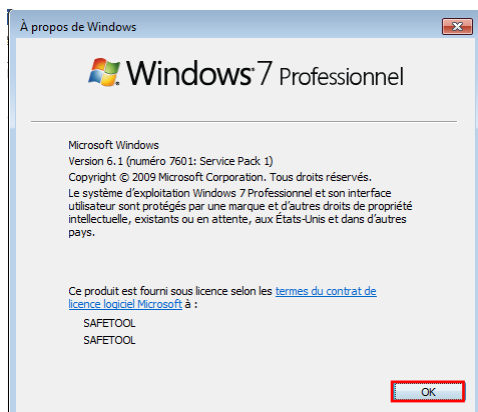 À propos de Windows
Windows 7 Professionnel
Microsoft Windows
Version 6.1 (numéro 7601: Service Pack 1)
Copyright © 2009 Microsoft Corporation. Tous droits réservés.
Le système d'exploitation Windows 7 Professionnel et son interface
utilisateur sont protégés par une marque et d'autres droits de propriété
intellectuelle, existants ou en attente, aux États-Unis et dans d'autres
pays.
Ce produit est fourni sous licence selon les termes du contrat de
licence logiciel Microsoft à :
SAFETOOL
SAFETOOL
OK